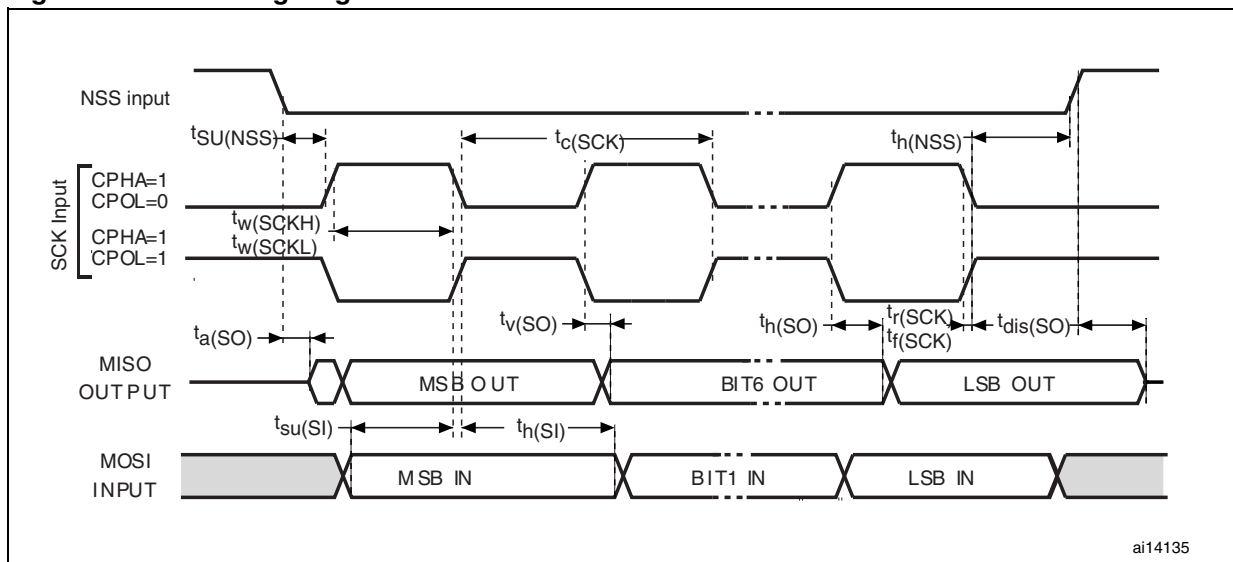 NSS input
tSU(NSS)
tc(SCK)
th(NSS)
SCK Input
CPHA=1
CPOL=0
tw(SCKH)
tw(SCKL)
CPHA=1
CPOL=1
ta(SO)
tv(SO)
th(SO)
tr(SCK)
tf(SCK)
tdis(SO)
MISO
OUTPUT
MSB OUT
BIT6 OUT
LSB OUT
tsu(SI)
th(SI)
MOSI
INPUT
MSB IN
BIT1 IN
LSB IN
ai14135